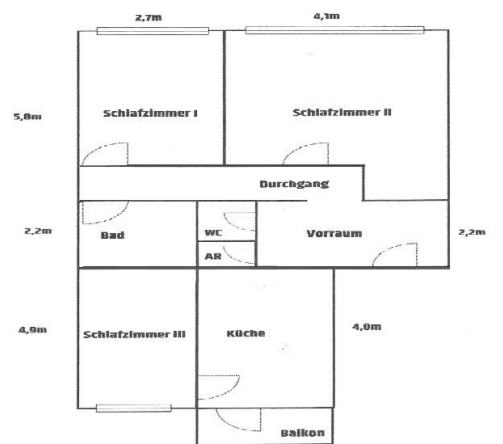 2,7m
4,1m
Schlafzimmer I
Schlafzimmer II
5,8m
Durchgang
2,2m
Bad
WC
Vorraum
2,2m
AR
4,9m
Schlafzimmer III
Küche
4,0m
Balkon